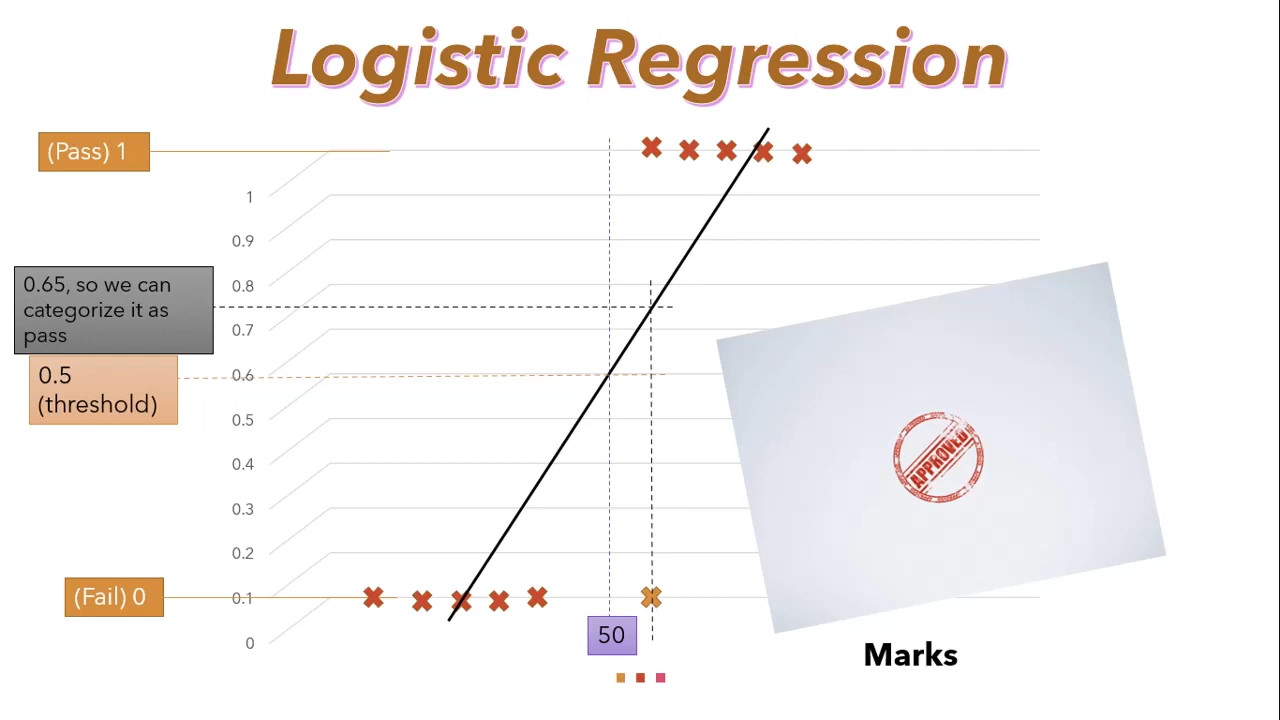 Logistic Regression
(Pass) 1
1
0.9
0.8
0.7
0.6
0.5
0.4
0.3
0.2
0.1
0
0.65, so we can
categorize it as
pass
0.5
(threshold)
(Fail) 0
50
APPROVED
Marks